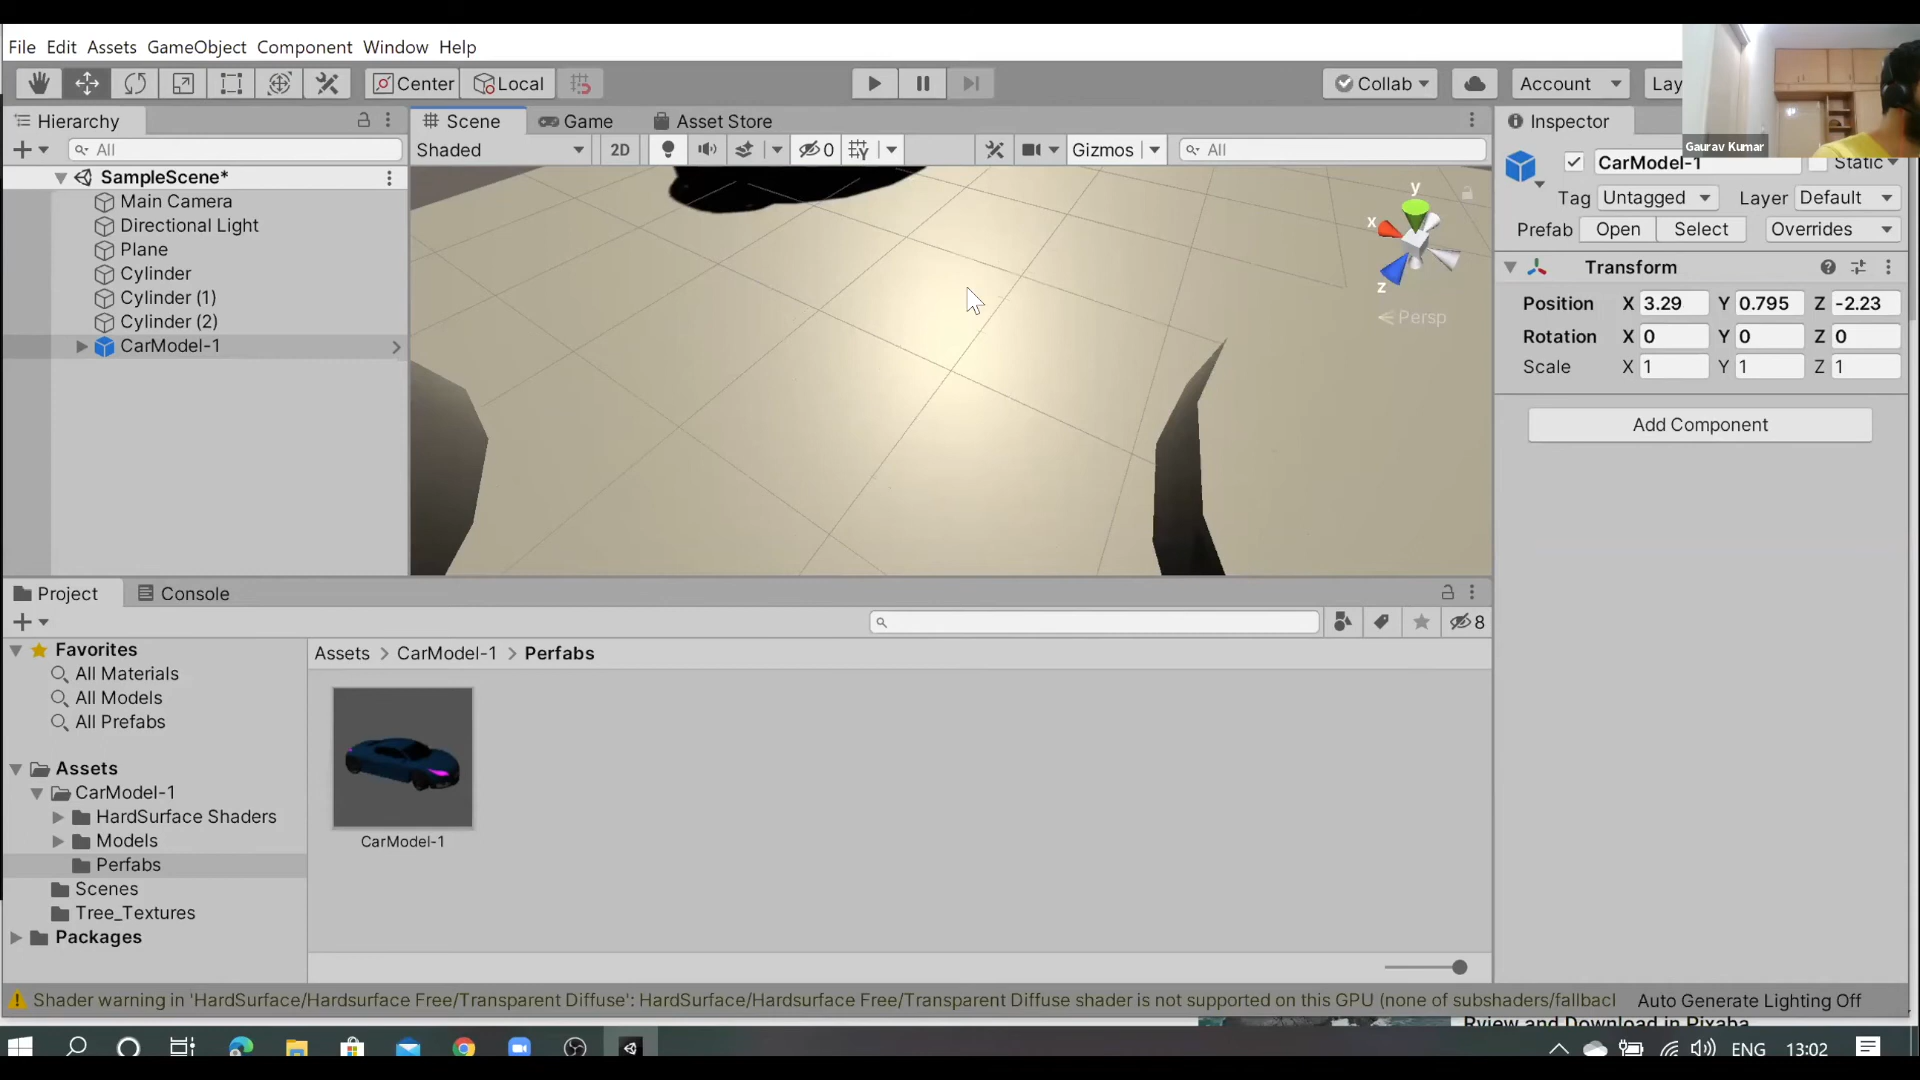 File Edit Assets GameObject Component Window Help
Center Local Collab Account Lay
Gaurav Kumar
Hierarchy Scene Game Asset Store Inspector
All Shaded 2D 0 Gizmos All CarModel-1 Static
SampleScene*
Main Camera
Directional Light
Plane
Cylinder
Cylinder (1)
Cylinder (2)
CarModel-1
y
x
z
Persp
Tag Untagged Layer Default
Prefab Open Select Overrides
Transform
Position X 3.29 Y 0.795 Z -2.23
Rotation X 0 Y 0 Z 0
Scale X 1 Y 1 Z 1
Add Component
Project Console
8
Favorites
All Materials
All Models
All Prefabs
Assets
CarModel-1
HardSurface Shaders
Models
Perfabs
Scenes
Tree_Textures
Packages
Assets > CarModel-1 > Perfabs
CarModel-1
Shader warning in 'HardSurface/Hardsurface Free/Transparent Diffuse': HardSurface/Hardsurface Free/Transparent Diffuse shader is not supported on this GPU (none of subshaders/fallbacl Auto Generate Lighting Off
Rview and Download in Pixaba
ENG 13:02